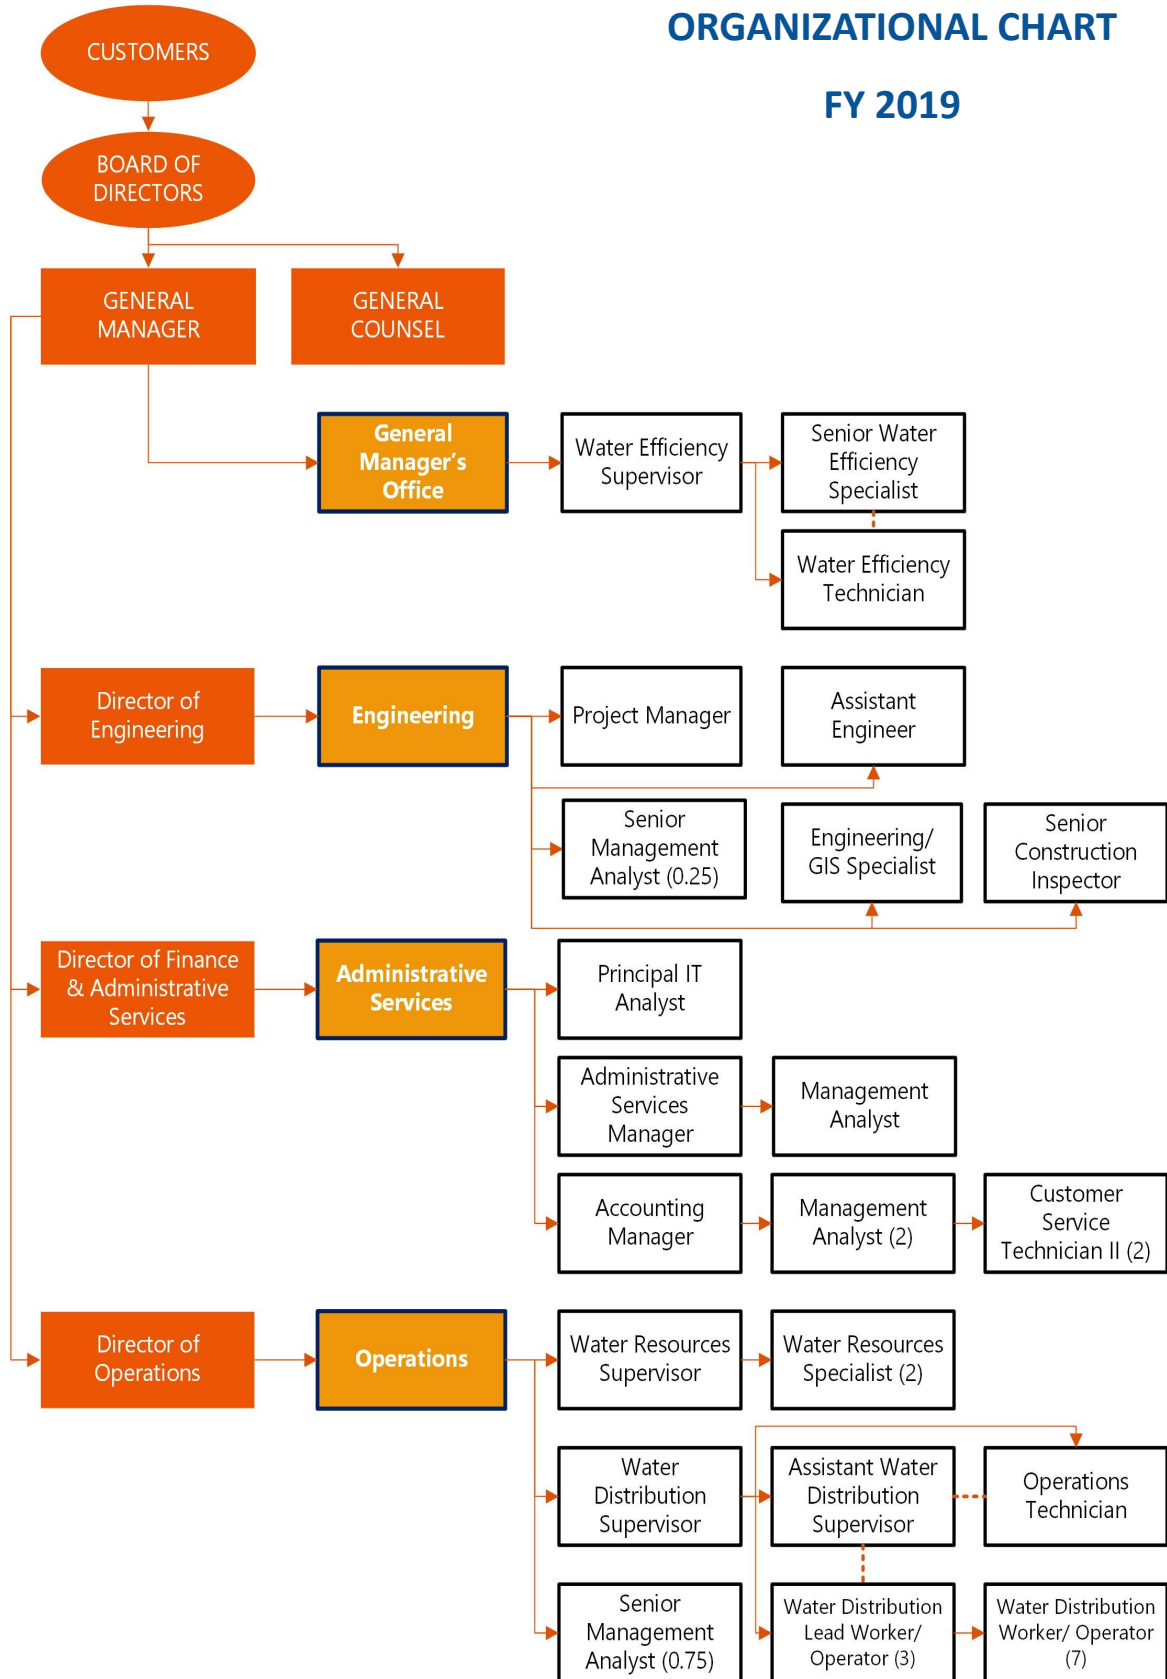 ORGANIZATIONAL CHART
FY 2019
CUSTOMERS
BOARD OF
DIRECTORS
GENERAL
MANAGER
GENERAL
COUNSEL
General
Manager's
Office
Water Efficiency
Supervisor
Senior Water
Efficiency
Specialist
Water Efficiency
Technician
Director of
Engineering
Engineering
Project Manager
Assistant
Engineer
Senior
Management
Analyst (0.25)
Engineering/
GIS Specialist
Senior
Construction
Inspector
Director of Finance
& Administrative
Services
Administrative
Services
Principal IT
Analyst
Administrative
Services
Manager
Management
Analyst
Accounting
Manager
Management
Analyst (2)
Customer
Service
Technician II (2)
Director of
Operations
Operations
Water Resources
Supervisor
Water Resources
Specialist (2)
Water
Distribution
Supervisor
Assistant Water
Distribution
Supervisor
Operations
Technician
Senior
Management
Analyst (0.75)
Water Distribution
Lead Worker/
Operator (3)
Water Distribution
Worker/ Operator
(7)